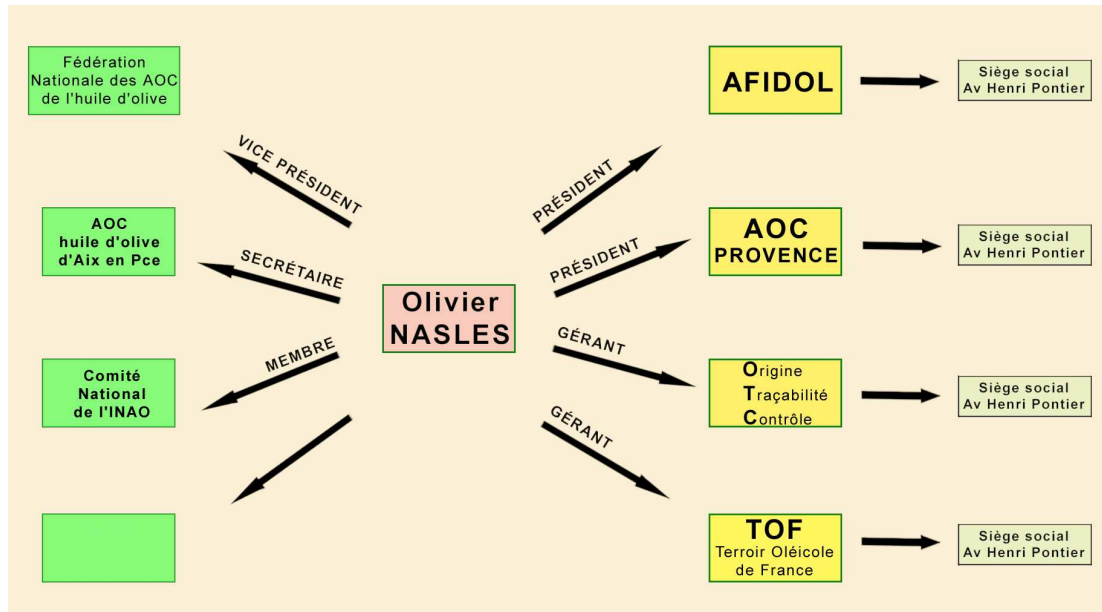 Fédération
Nationale des AOC
de l'huile d'olive
VICE PRÉSIDENT
AOC
huile d'olive
d'Aix en Pce
SECRÉTAIRE
Comité
National
de l'INAO
MEMBRE
Olivier
NASLES
PRÉSIDENT
AFIDOL
Siège social
Av Henri Pontier
PRÉSIDENT
AOC
PROVENCE
Siège social
Av Henri Pontier
GÉRANT
Origine
Traçabilité
Contrôle
Siège social
Av Henri Pontier
GÉRANT
TOF
Terroir Oléicole
de France
Siège social
Av Henri Pontier